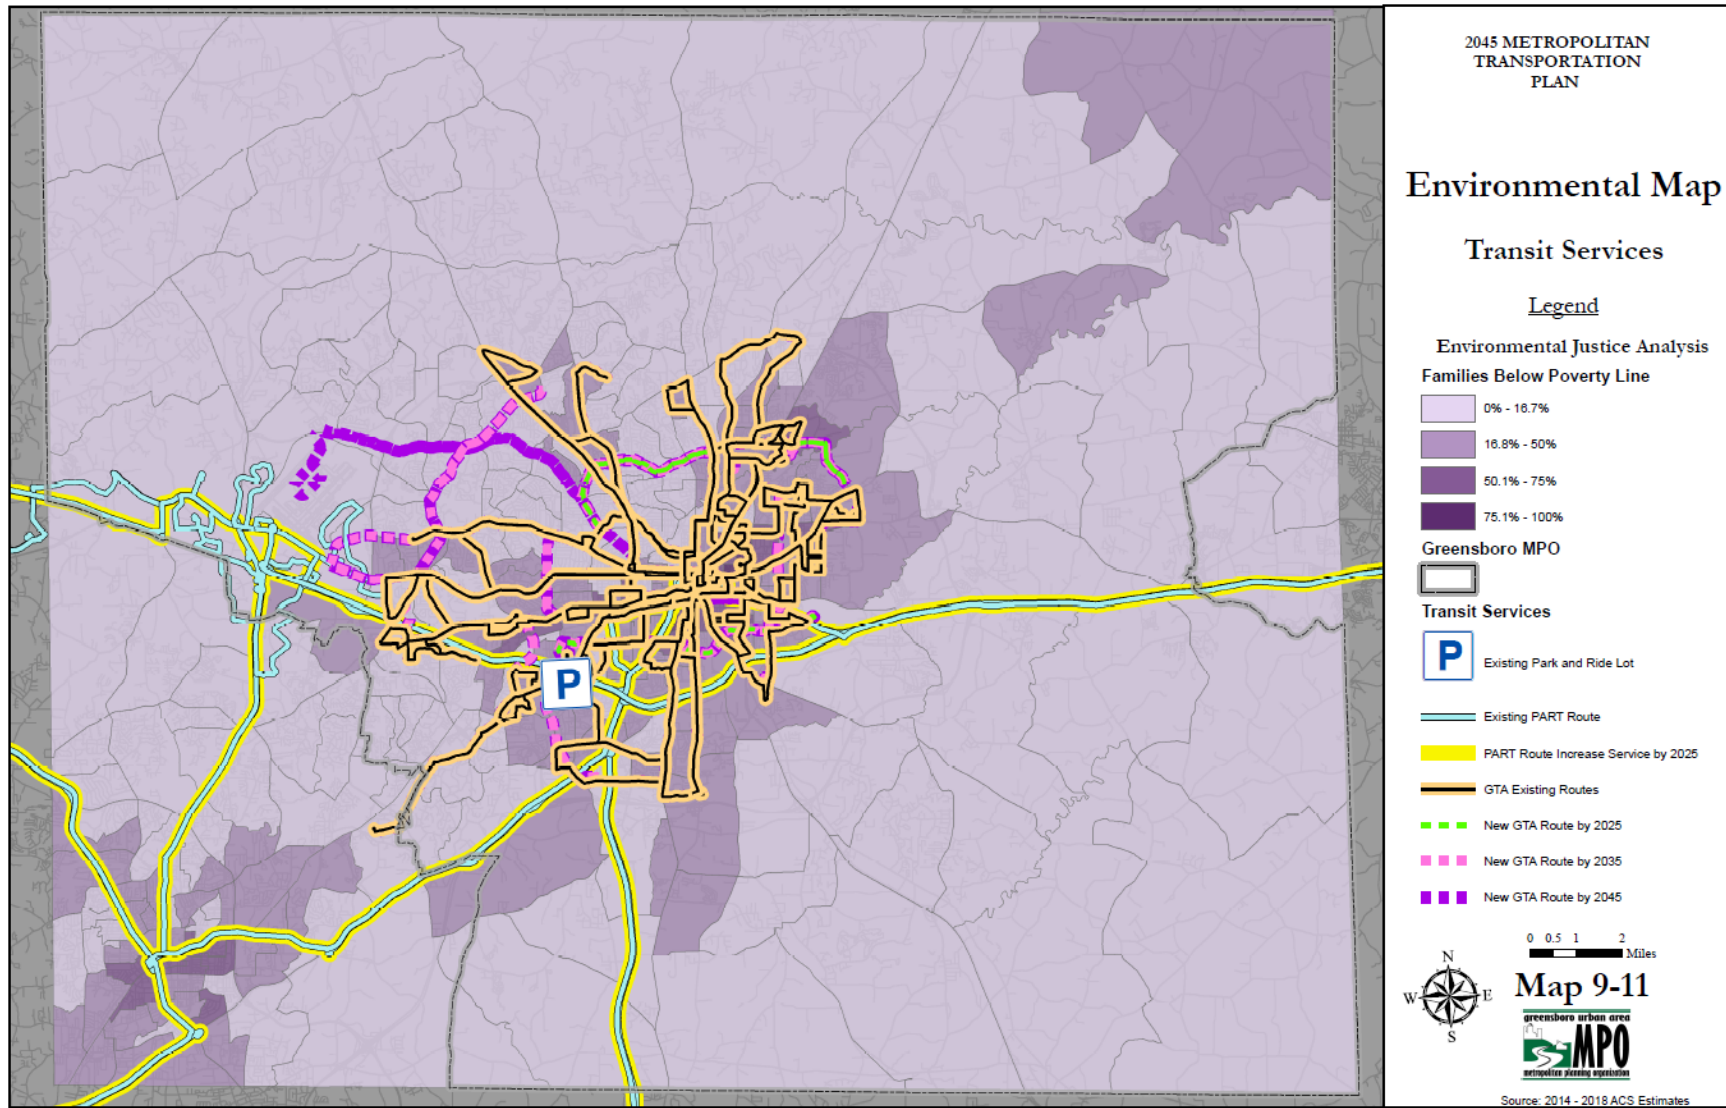 2045 METROPOLITAN
TRANSPORTATION
PLAN
Environmental Map
Transit Services
Legend
Environmental Justice Analysis
Families Below Poverty Line
0% - 16.7%
16.8% - 50%
50.1% - 75%
75.1% - 100%
Greensboro MPO
Transit Services
P
Existing Park and Ride Lot
Existing PART Route
PART Route Increase Service by 2025
GTA Existing Routes
New GTA Route by 2025
New GTA Route by 2035
New GTA Route by 2045
0 0.5 1 2
Miles
N
W E
S
Map 9-11
greensboro urban area
MPO
metropolitan planning organization
Source: 2014 - 2018 ACS Estimates
P